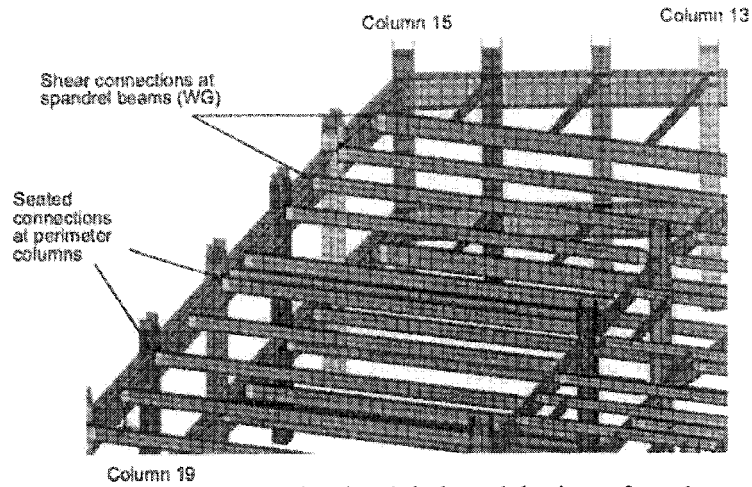 Column 15
Column 13
Shear connections at
spandrel beams (WG)
Seated
connections
at perimeter
columns
Column 19